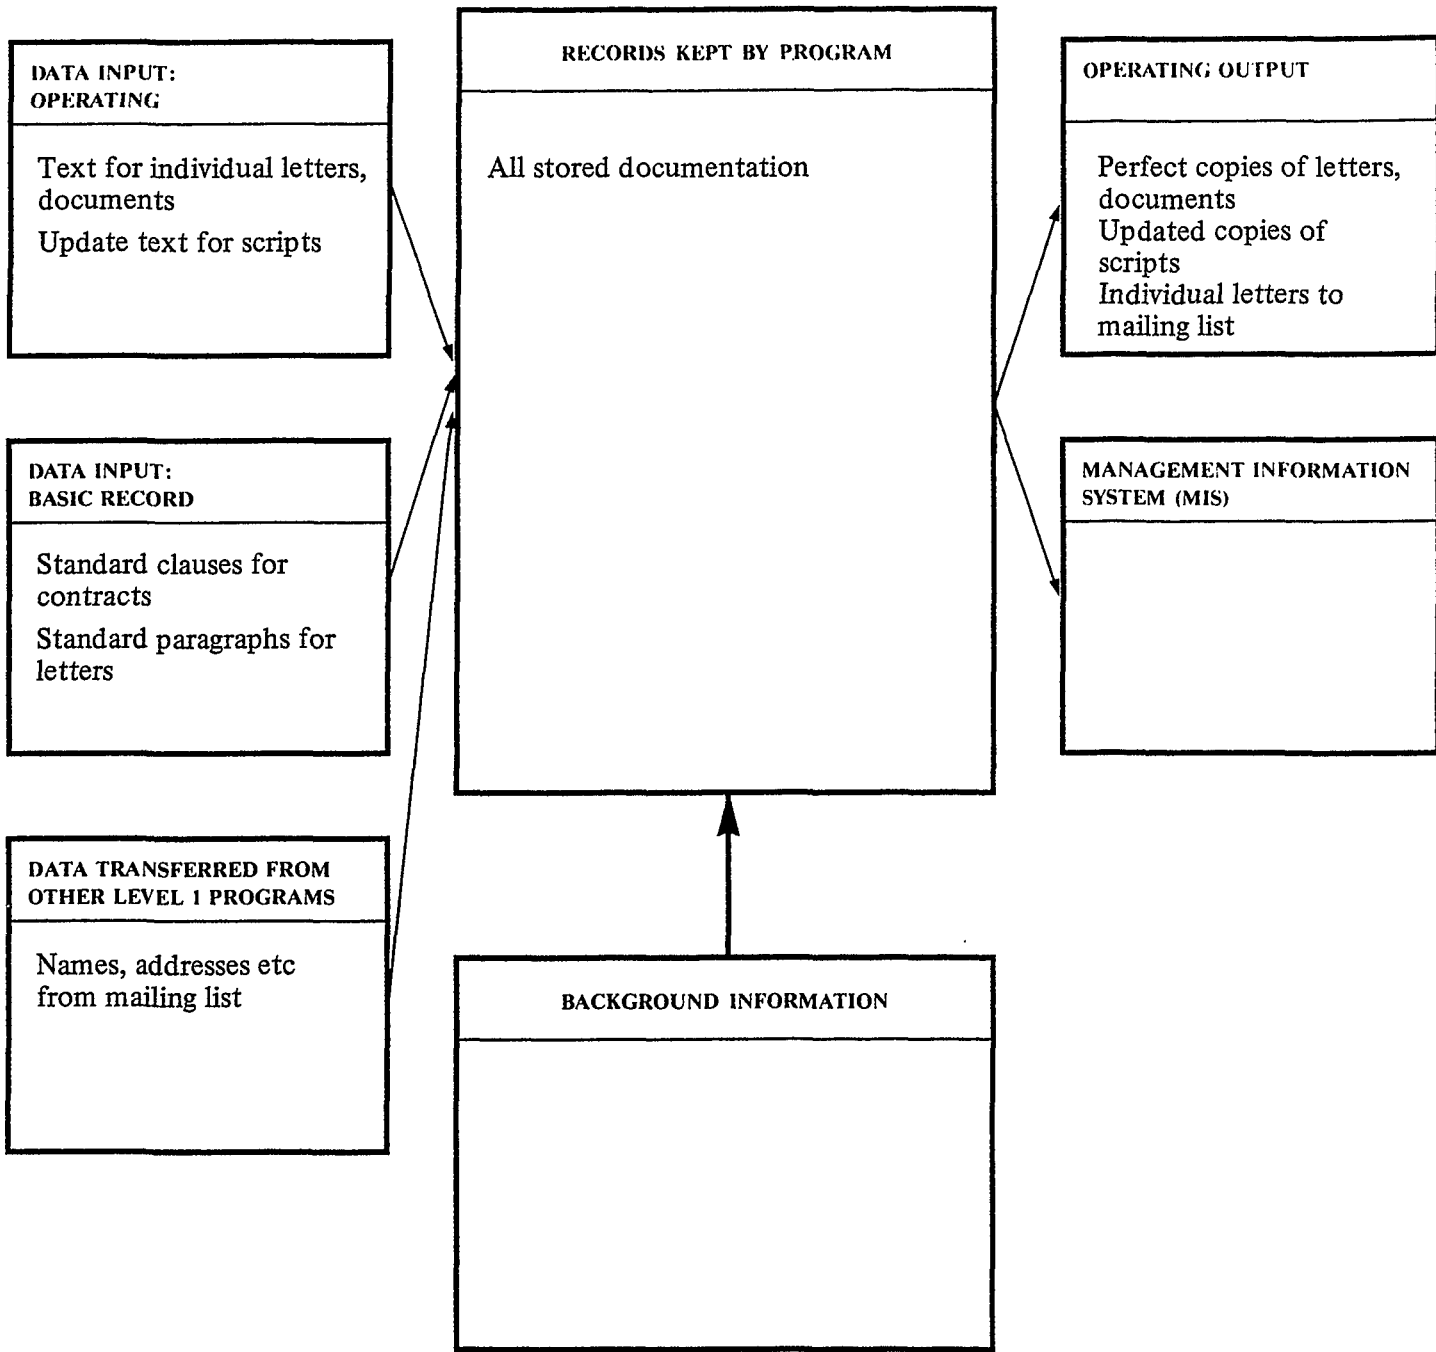 DATA INPUT:
OPERATING
Text for individual letters,
documents
Update text for scripts
DATA INPUT:
BASIC RECORD
Standard clauses for
contracts
Standard paragraphs for
letters
DATA TRANSFERRED FROM
OTHER LEVEL 1 PROGRAMS
Names, addresses etc
from mailing list
RECORDS KEPT BY PROGRAM
All stored documentation
BACKGROUND INFORMATION
OPERATING OUTPUT
Perfect copies of letters,
documents
Updated copies of
scripts
Individual letters to
mailing list
MANAGEMENT INFORMATION
SYSTEM (MIS)